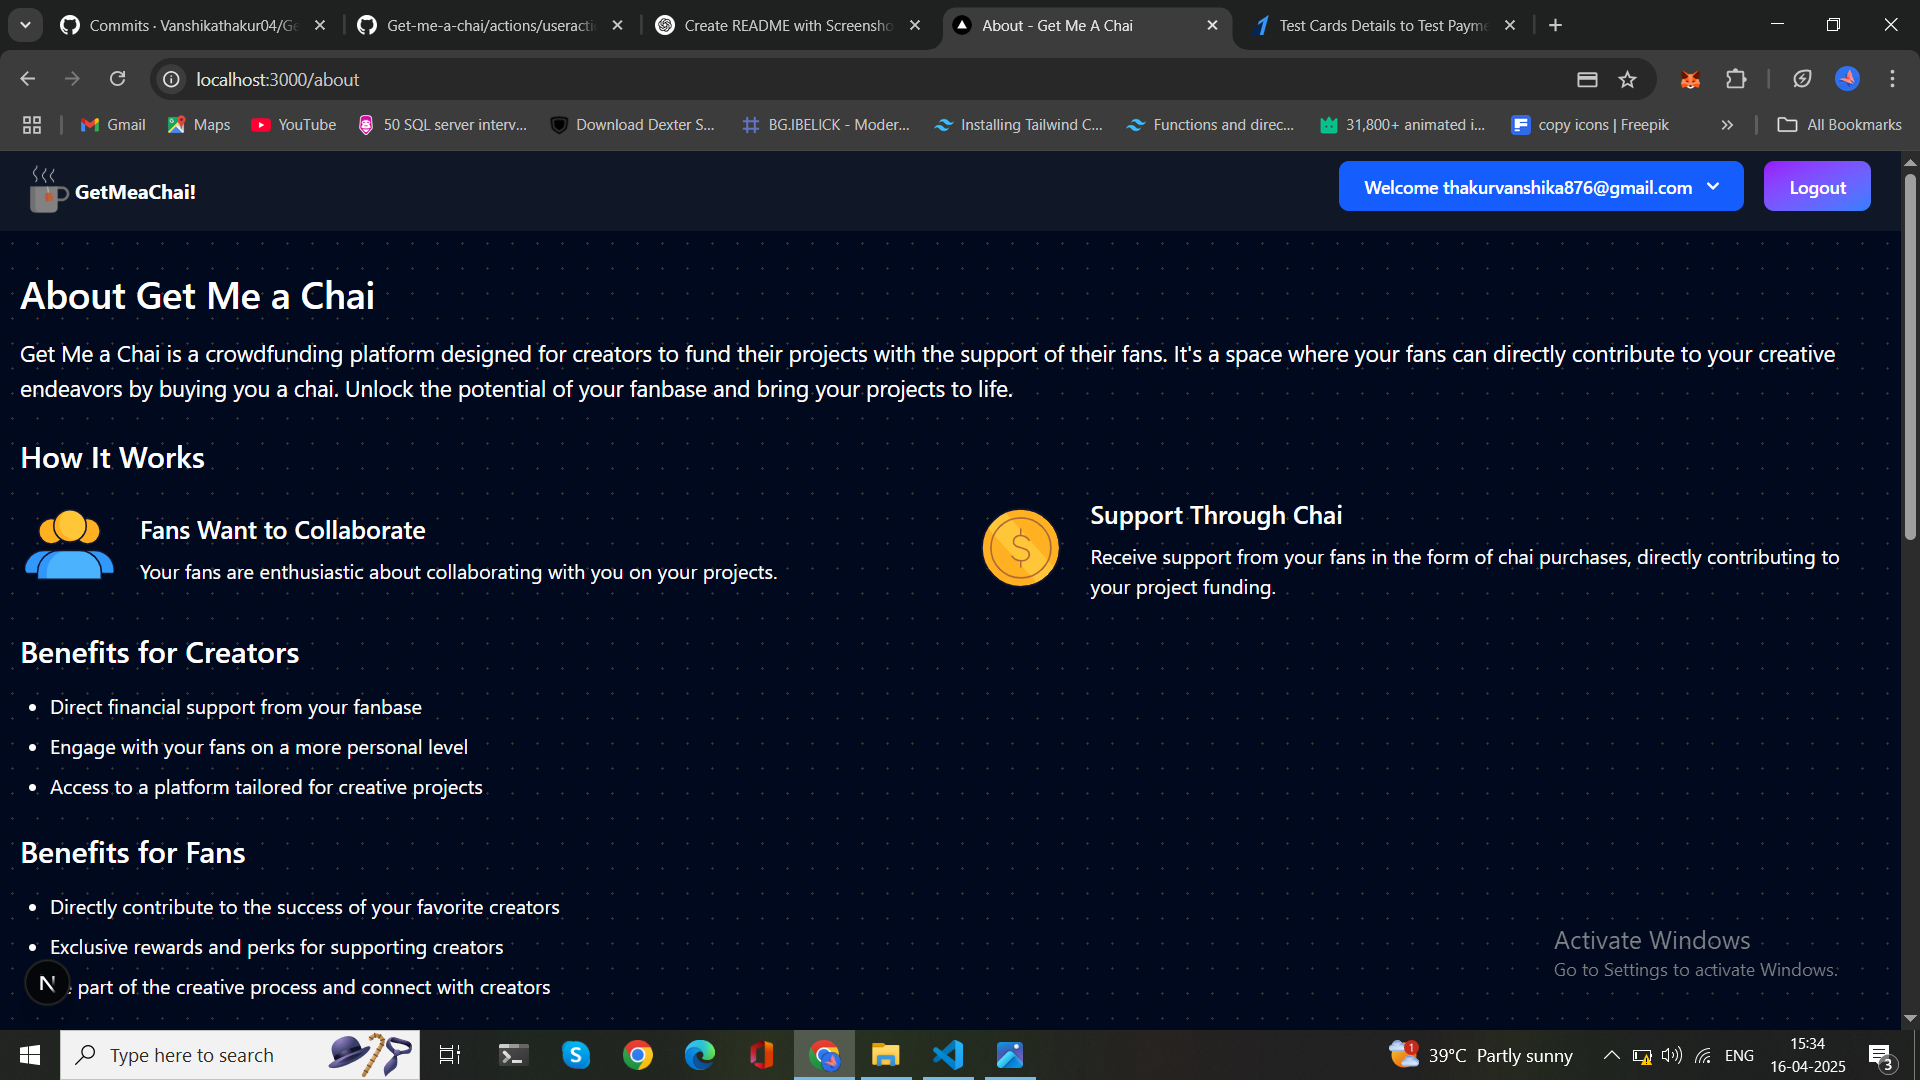 Commits · Vanshikathakur04/Ge
Get-me-a-chai/actions/useracti
Create README with Screensho
About - Get Me A Chai
Test Cards Details to Test Payme
localhost:3000/about
Gmail
Maps
YouTube
50 SQL server interv...
Download Dexter S...
BG.IBELICK - Moder...
Installing Tailwind C...
Functions and direc...
31,800+ animated i...
copy icons | Freepik
All Bookmarks
GetMeaChai!
Welcome thakurvanshika876@gmail.com
Logout
About Get Me a Chai
Get Me a Chai is a crowdfunding platform designed for creators to fund their projects with the support of their fans. It's a space where your fans can directly contribute to your creative
endeavors by buying you a chai. Unlock the potential of your fanbase and bring your projects to life.
How It Works
Fans Want to Collaborate
Your fans are enthusiastic about collaborating with you on your projects.
Support Through Chai
Receive support from your fans in the form of chai purchases, directly contributing to
your project funding.
Benefits for Creators
• Direct financial support from your fanbase
• Engage with your fans on a more personal level
• Access to a platform tailored for creative projects
Benefits for Fans
• Directly contribute to the success of your favorite creators
• Exclusive rewards and perks for supporting creators
N
part of the creative process and connect with creators
Activate Windows
Go to Settings to activate Windows.
Type here to search
1
39°C Partly sunny
ENG
15:34
16-04-2025
3